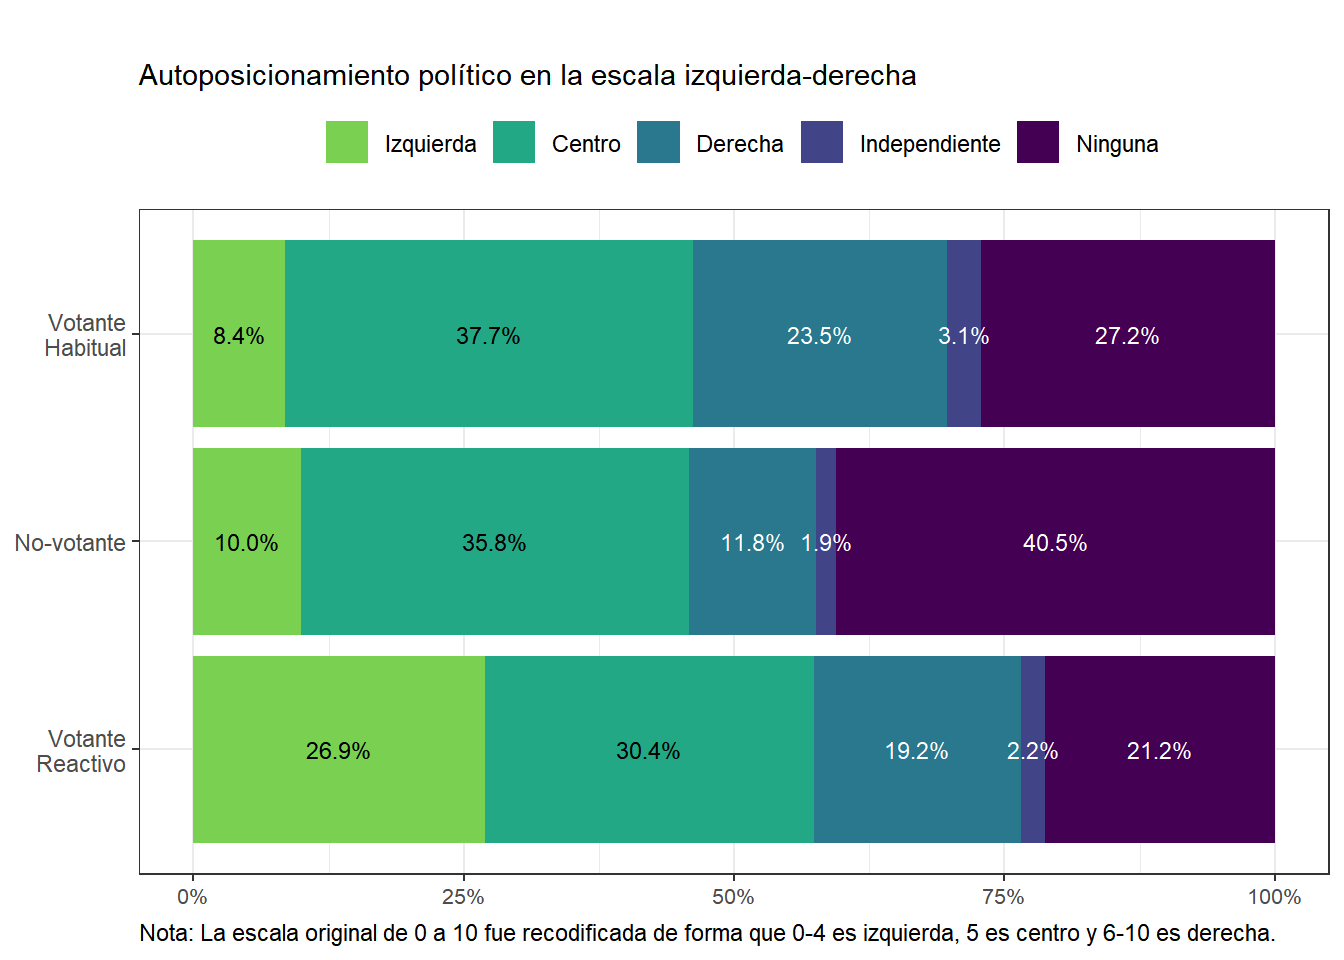 Autoposicionamiento político en la escala izquierda-derecha
Izquierda Centro Derecha Independiente Ninguna
Votante
Habitual
8.4% 37.7% 23.5% 3.1% 27.2%
No-votante
10.0% 35.8% 11.8% 1.9% 40.5%
Votante
Reactivo
26.9% 30.4% 19.2% 2.2% 21.2%
0% 25% 50% 75% 100%
Nota: La escala original de 0 a 10 fue recodificada de forma que 0-4 es izquierda, 5 es centro y 6-10 es derecha.